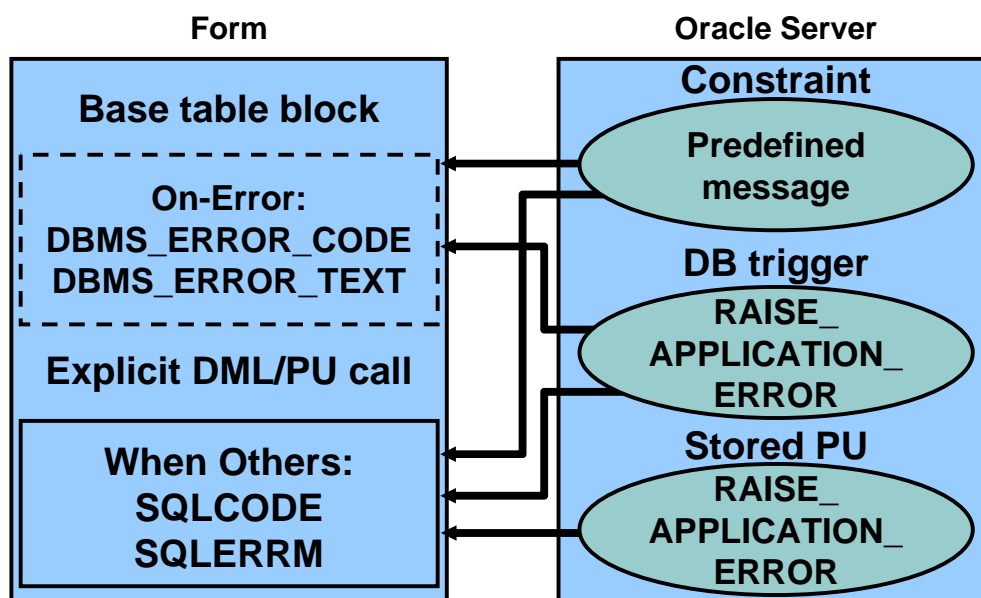 Form
Base table block
On-Error:
DBMS_ERROR_CODE
DBMS_ERROR_TEXT
Explicit DML/PU call
When Others:
SQLCODE
SQLERRM
Oracle Server
Constraint
Predefined
message
DB trigger
RAISE_
APPLICATION_
ERROR
Stored PU
RAISE_
APPLICATION_
ERROR